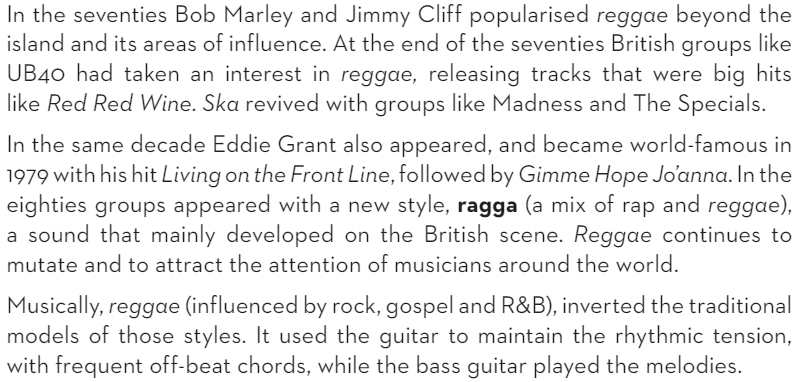 In the seventies Bob Marley and Jimmy Cliff popularised reggae beyond the
island and its areas of influence. At the end of the seventies British groups like
UB40 had taken an interest in reggae, releasing tracks that were big hits
like Red Red Wine. Ska revived with groups like Madness and The Specials.
In the same decade Eddie Grant also appeared, and became world-famous in
1979 with his hit Living on the Front Line, followed by Gimme Hope Jo'anna. In the
eighties groups appeared with a new style, ragga (a mix of rap and reggae),
a sound that mainly developed on the British scene. Reggae continues to
mutate and to attract the attention of musicians around the world.
Musically, reggae (influenced by rock, gospel and R&B), inverted the traditional
models of those styles. It used the guitar to maintain the rhythmic tension,
with frequent off-beat chords, while the bass guitar played the melodies.